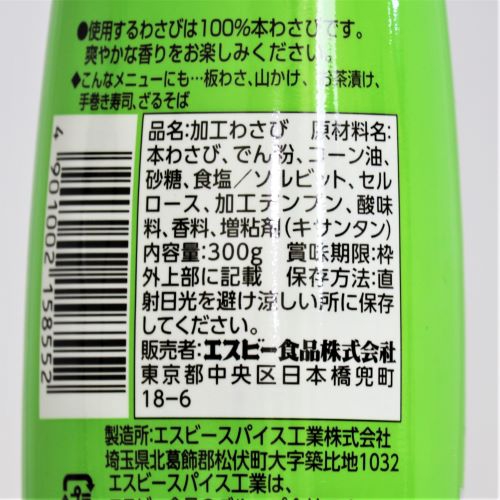 ●使用するわさびは100%本わさびです。
爽やかな香りをお楽しみください。
◆こんなメニューにも…板わさ、山かけ、お茶漬け、
手巻き寿司、ざるそば
品名:加工わさび 原材料名:
本わさび、でん粉、コーン油、
砂糖、食塩/ソルビット、セル
ロース、加工デンプン、酸味
料、香料、増粘剤(キサンタン)
内容量:300g 賞味期限:枠
外上部に記載 保存方法:直
射日光を避け涼しい所に保存
してください。
販売者:エスビー食品株式会社
東京都中央区日本橋兜町
18-6
製造所:エスビースパイス工業株式会社
埼玉県北葛飾郡松伏町大字築比地1032
エスビースパイス工業は、
4 901002 158552